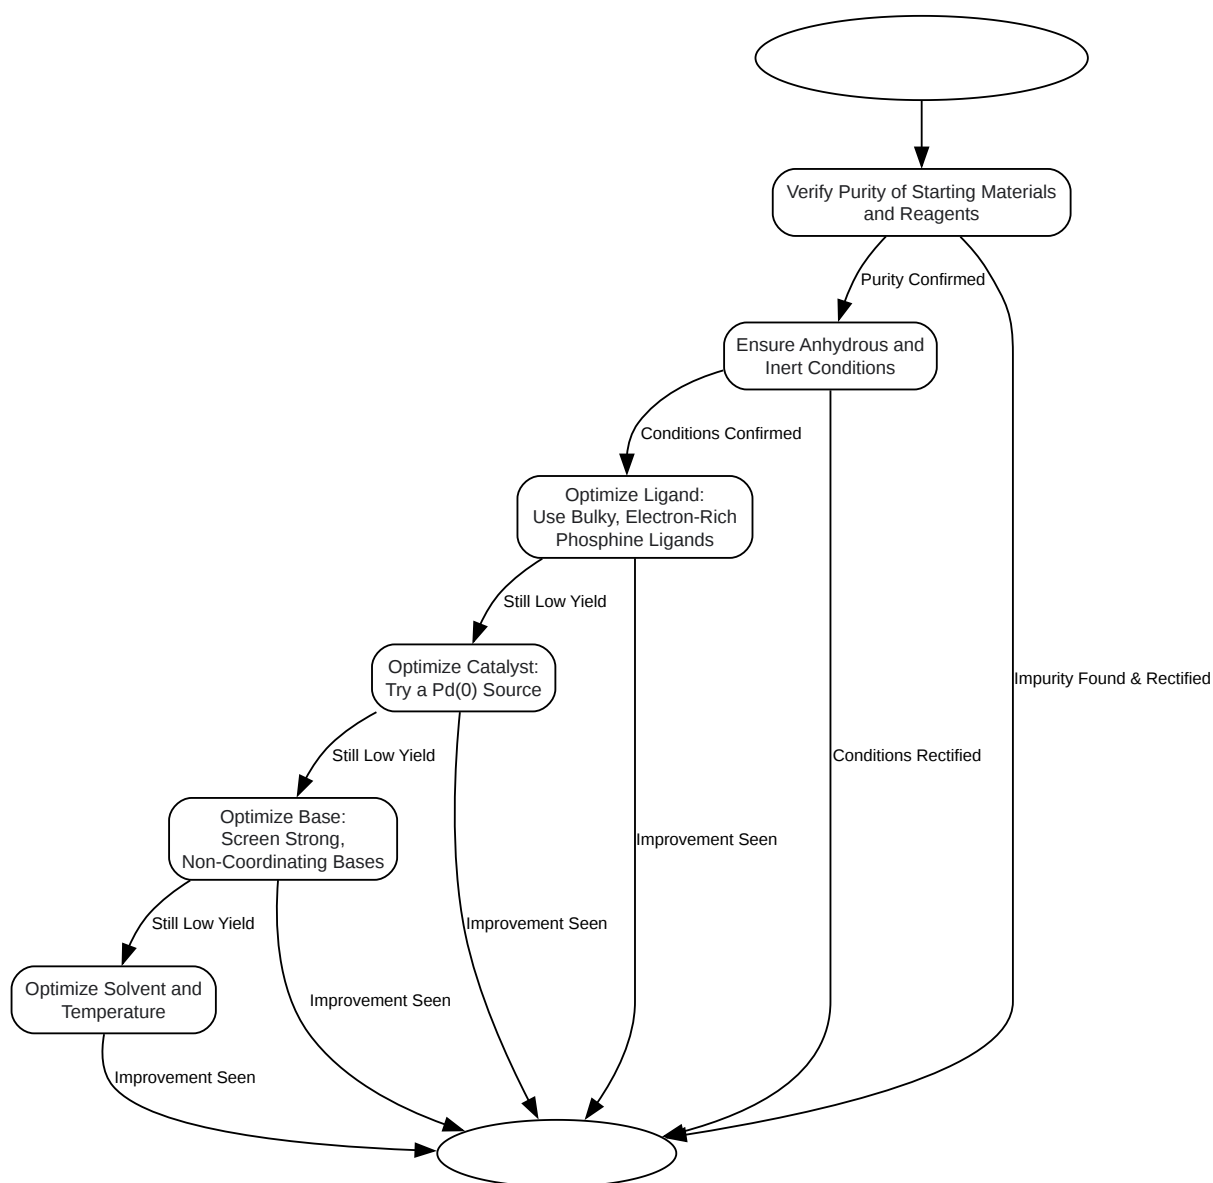 Verify Purity of Starting Materials
and Reagents
Purity Confirmed
Ensure Anhydrous and
Inert Conditions
Conditions Confirmed
Optimize Ligand:
Use Bulky, Electron-Rich
Phosphine Ligands
Still Low Yield
Optimize Catalyst:
Try a Pd(0) Source
Impurity Found & Rectified
Still Low Yield
Conditions Rectified
Optimize Base:
Screen Strong,
Non-Coordinating Bases
Improvement Seen
Still Low Yield
Improvement Seen
Optimize Solvent and
Temperature
Improvement Seen
Improvement Seen